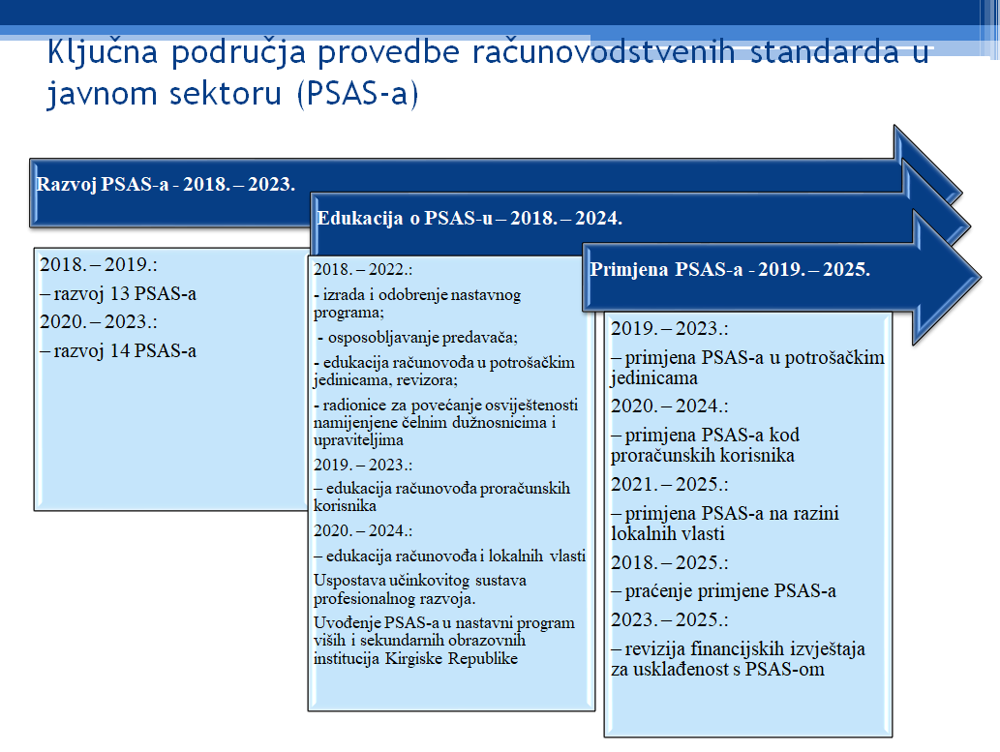 Ključna područja provedbe računovodstvenih standarda u
javnom sektoru (PSAS-a)
Razvoj PSAS-a - 2018. – 2023.
2018. – 2019.:
– razvoj 13 PSAS-a
2020. – 2023.:
– razvoj 14 PSAS-a
Edukacija o PSAS-u – 2018. – 2024.
2018. – 2022.:
- izrada i odobrenje nastavnog
programa;
- osposobljavanje predavača;
- edukacija računovođa u potrošačkim
jedinicama, revizora;
- radionice za povećanje osviještenosti
namijenjene čelnim dužnosnicima i
upraviteljima
2019. – 2023.:
– edukacija računovođa proračunskih
korisnika
2020. – 2024.:
– edukacija računovođa i lokalnih vlasti
Uspostava učinkovitog sustava
profesionalnog razvoja.
Uvođenje PSAS-a u nastavni program
viših i sekundarnih obrazovnih
institucija Kirgiske Republike
Primjena PSAS-a - 2019. – 2025.
2019. – 2023.:
– primjena PSAS-a u potrošačkim
jedinicama
2020. – 2024.:
– primjena PSAS-a kod
proračunskih korisnika
2021. – 2025.:
– primjena PSAS-a na razini
lokalnih vlasti
2018. – 2025.:
– praćenje primjene PSAS-a
2023. – 2025.:
– revizija financijskih izvještaja
za usklađenost s PSAS-om